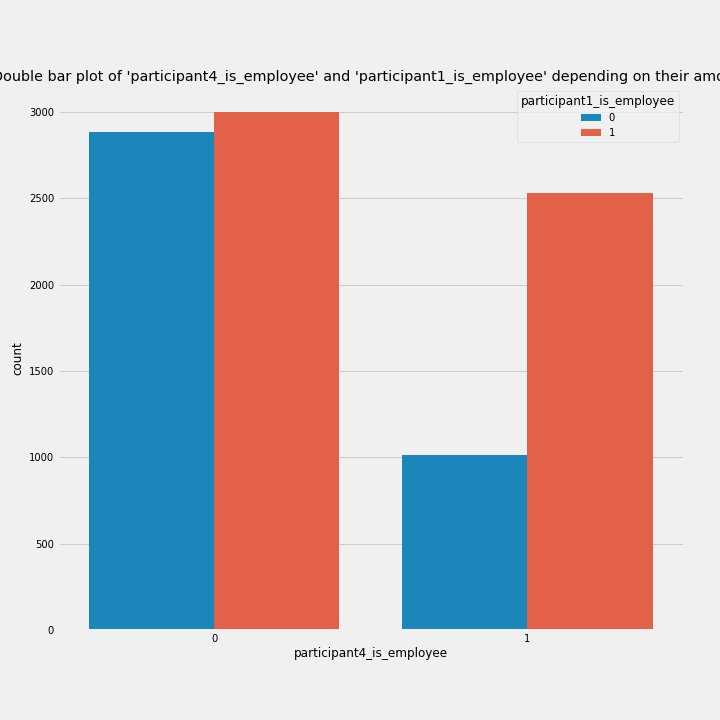 Double bar plot of 'participant4_is_employee' and 'participant1_is_employee' depending on their
participant1_is_employee
0
1
3000
2500
2000
1500
1000
500
0
count
0 1
participant4_is_employee